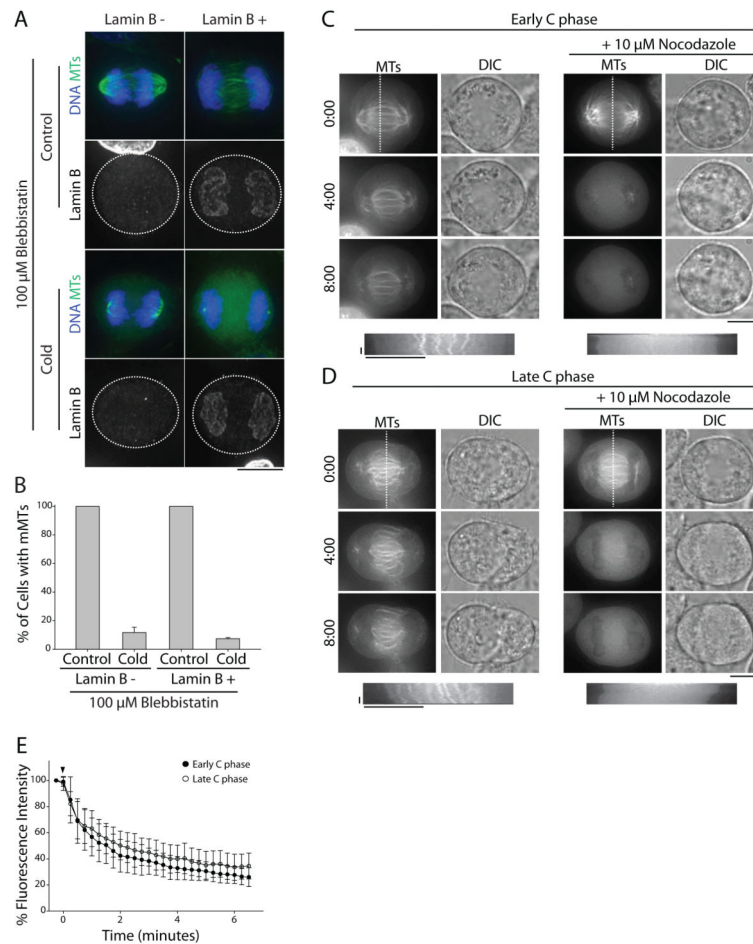 A
Lamin B - Lamin B +
100 μM Blebbistatin
Control
DNA MTs
Lamin B
Cold
DNA MTs
Lamin B
B
% of Cells with mMTs
100
80
60
40
20
0
Control Cold Control Cold
Lamin B - Lamin B +
100 μM Blebbistatin
C
Early C phase
+ 10 μM Nocodazole
MTs DIC MTs DIC
0:00
4:00
8:00
D
Late C phase
+ 10 μM Nocodazole
MTs DIC MTs DIC
0:00
4:00
8:00
E
% Fluorescence Intensity
100
80
60
40
20
0
Early C phase
Late C phase
0 2 4 6
Time (minutes)